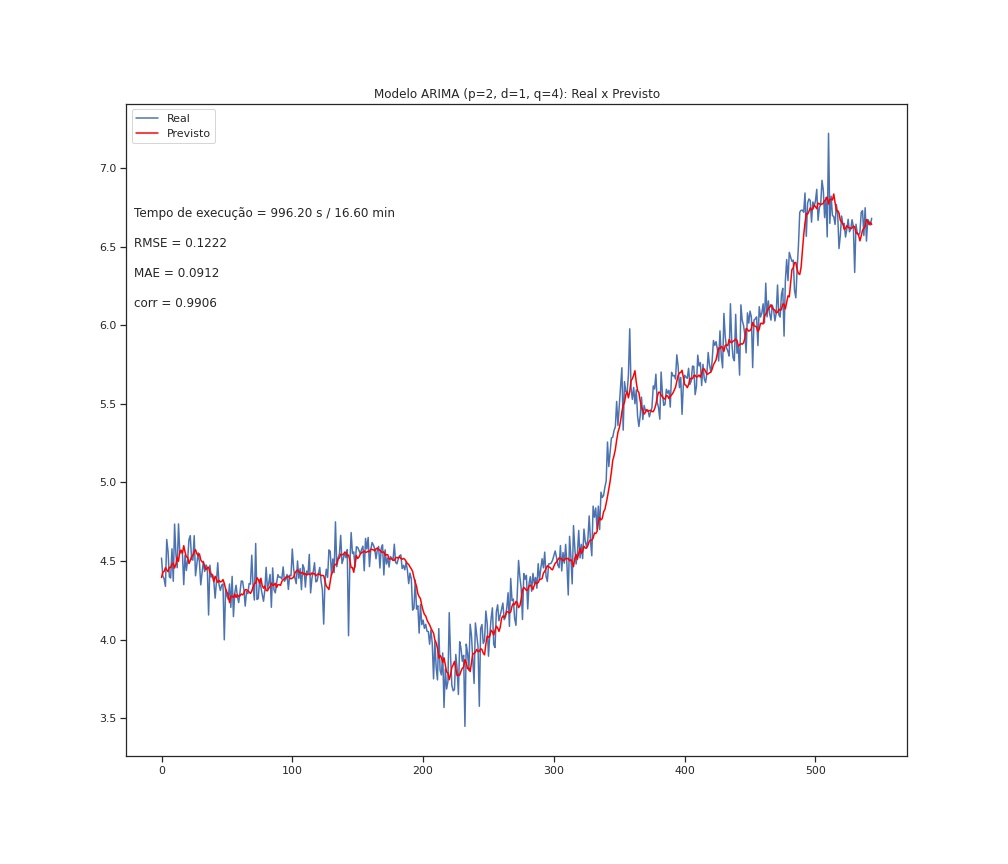 Modelo ARIMA (p=2, d=1, q=4): Real x Previsto
Real
Previsto
7.0
Tempo de execução = 996.20 s / 16.60 min
6.5
RMSE = 0.1222
MAE = 0.0912
corr = 0.9906
6.0
5.5
5.0
4.5
4.0
3.5
0 100 200 300 400 500